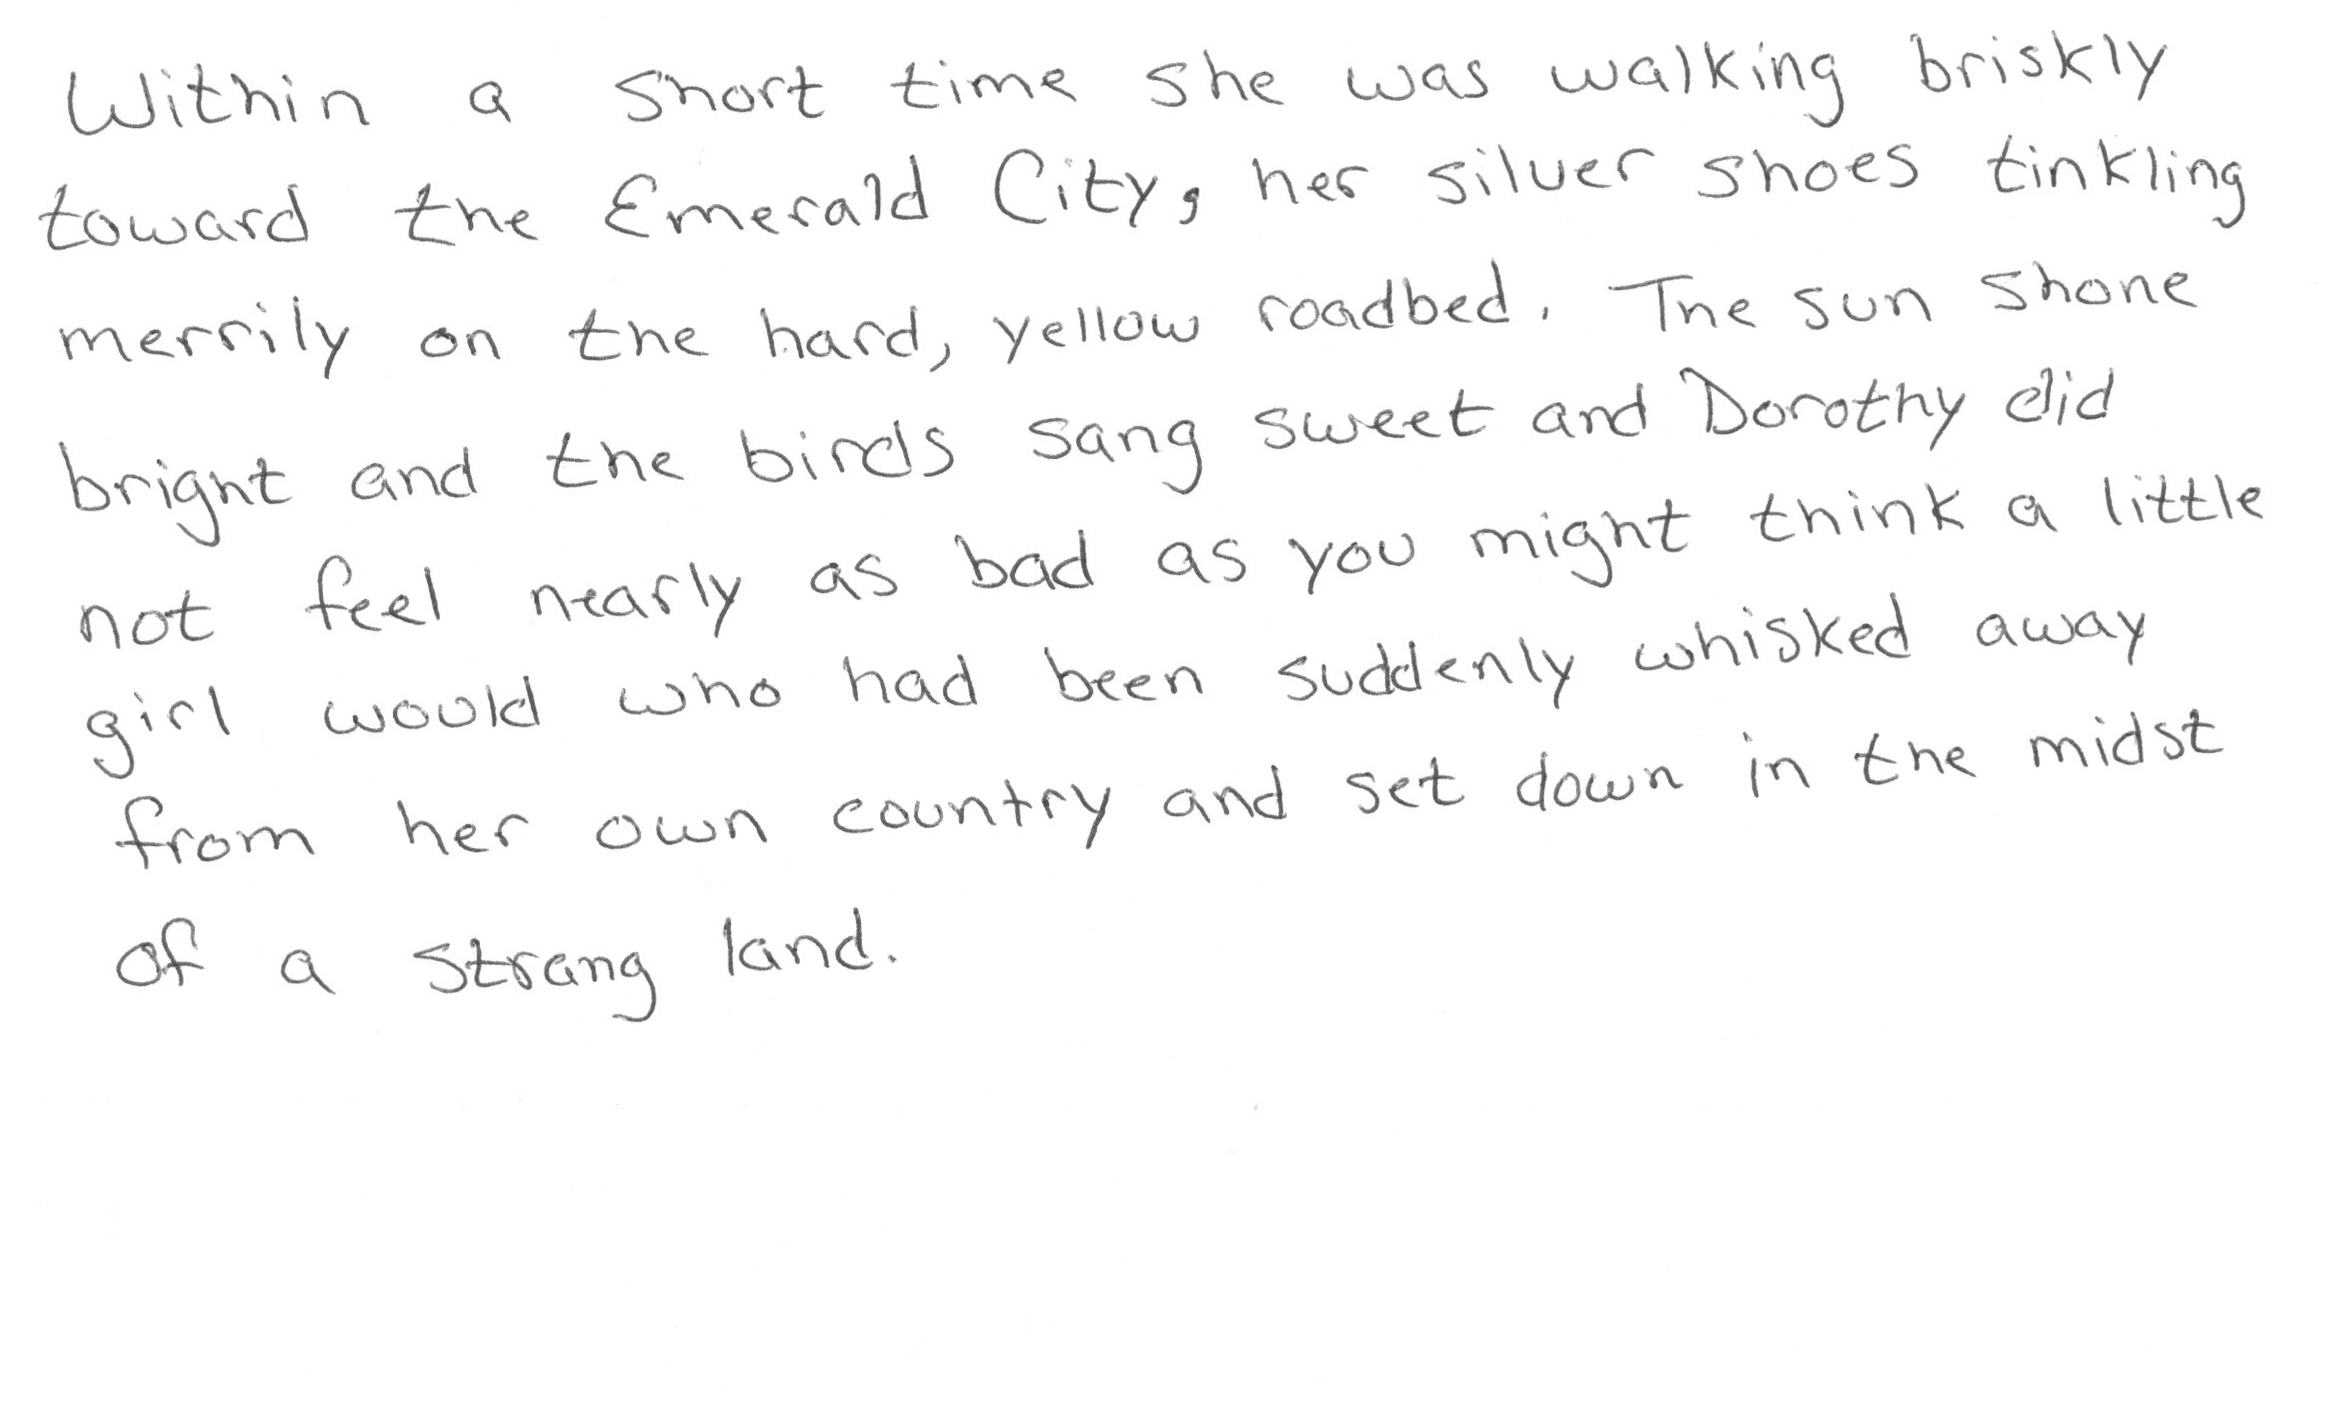 Within a short time she was walking briskly
toward the Emerald City, her silver shoes tinkling
merrily on the hard, yellow roadbed. The sun shone
bright and the birds sang sweet and Dorothy did
not feel nearly as bad as you might think a little
girl would who had been suddenly whisked away
from her own country and set down in the midst
of a strang land.